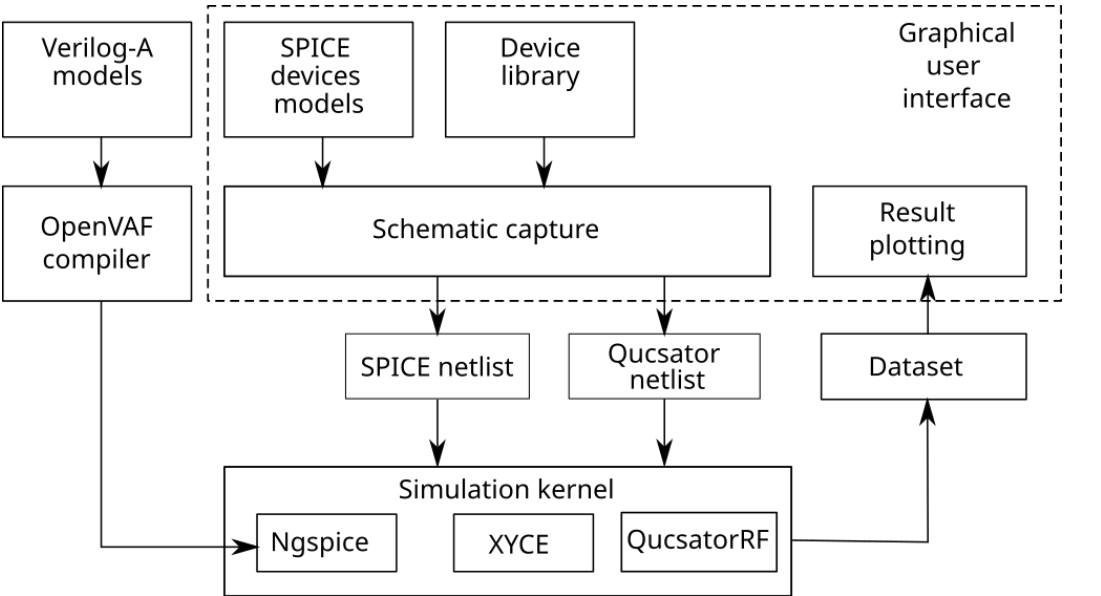 Verilog-A
models
SPICE
devices
models
Device
library
Graphical
user
interface
OpenVAF
compiler
Schematic capture
Result
plotting
SPICE netlist
Qucsator
netlist
Dataset
Simulation kernel
Ngspice
XYCE
QucsatorRF